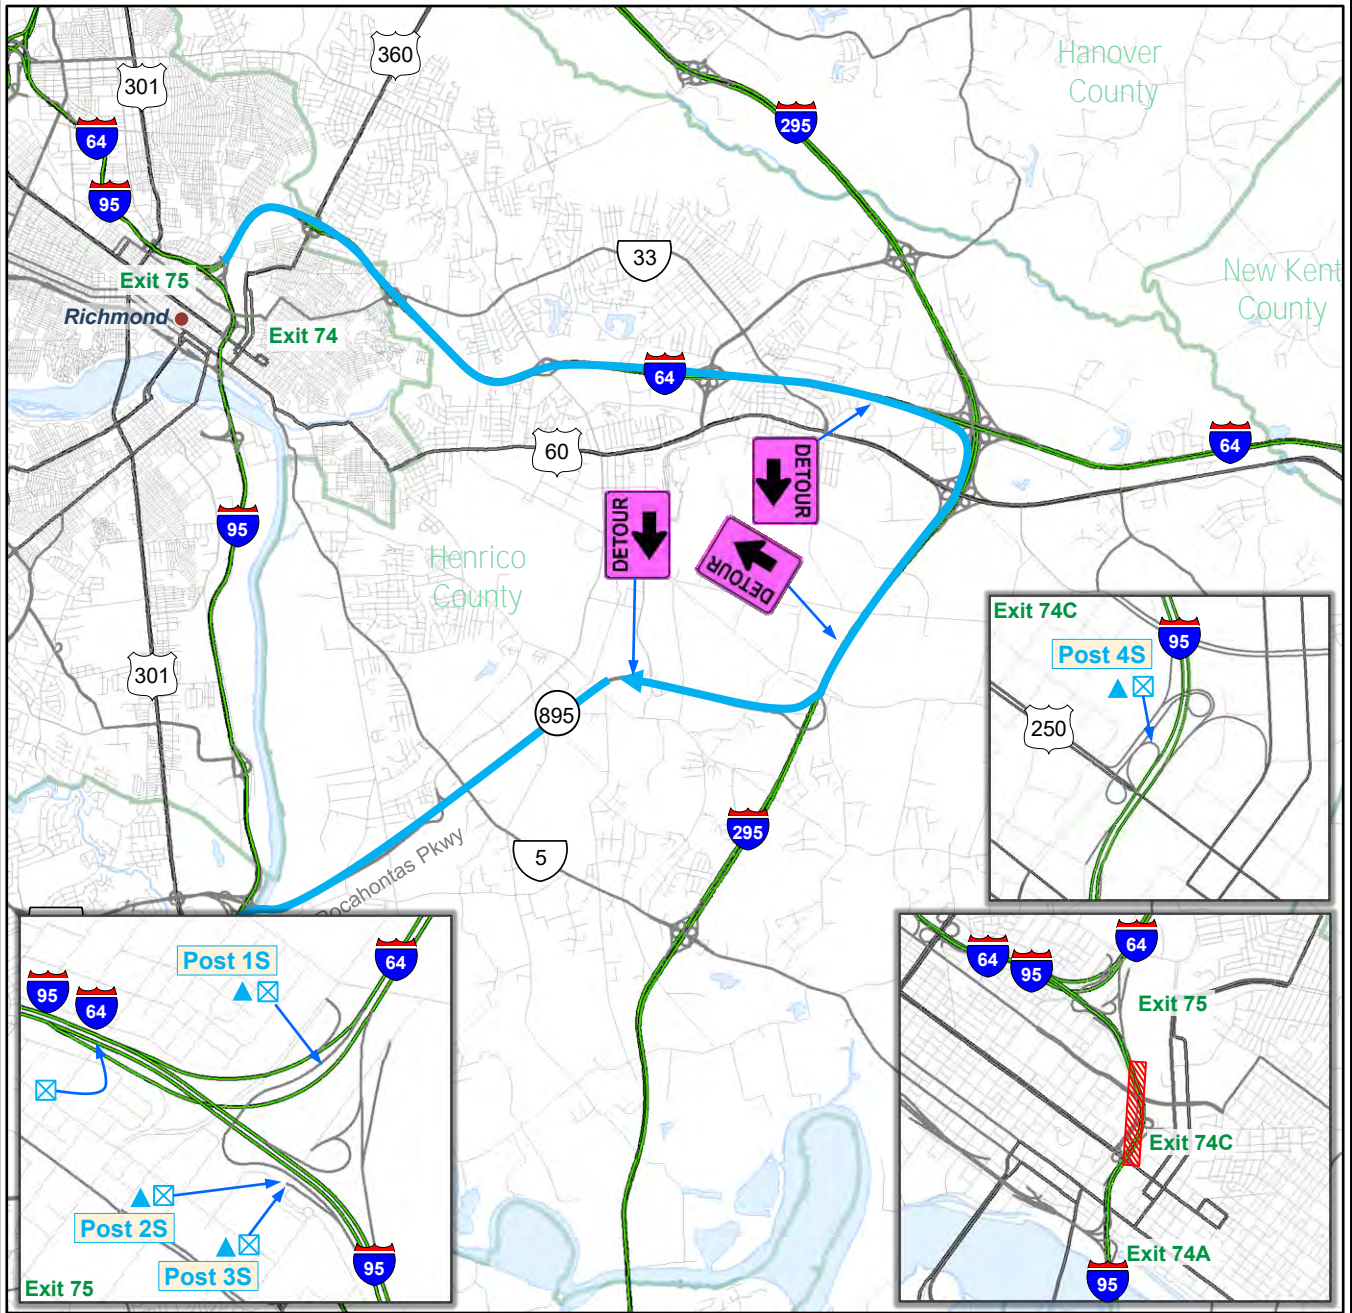 360
301
Hanover
County
295
64
95
33
New Kent
County
Exit 75
Richmond
Exit 74
64
64
60
DETOUR
DETOUR
DETOUR
95
Henrico
County
Exit 74C
95
Post 4S
250
301
895
295
5
Pocahontas Pkwy
Post 1S
64
95
64
Post 2S
Post 3S
95
Exit 75
64
95
64
Exit 75
Exit 74C
Exit 74A
95